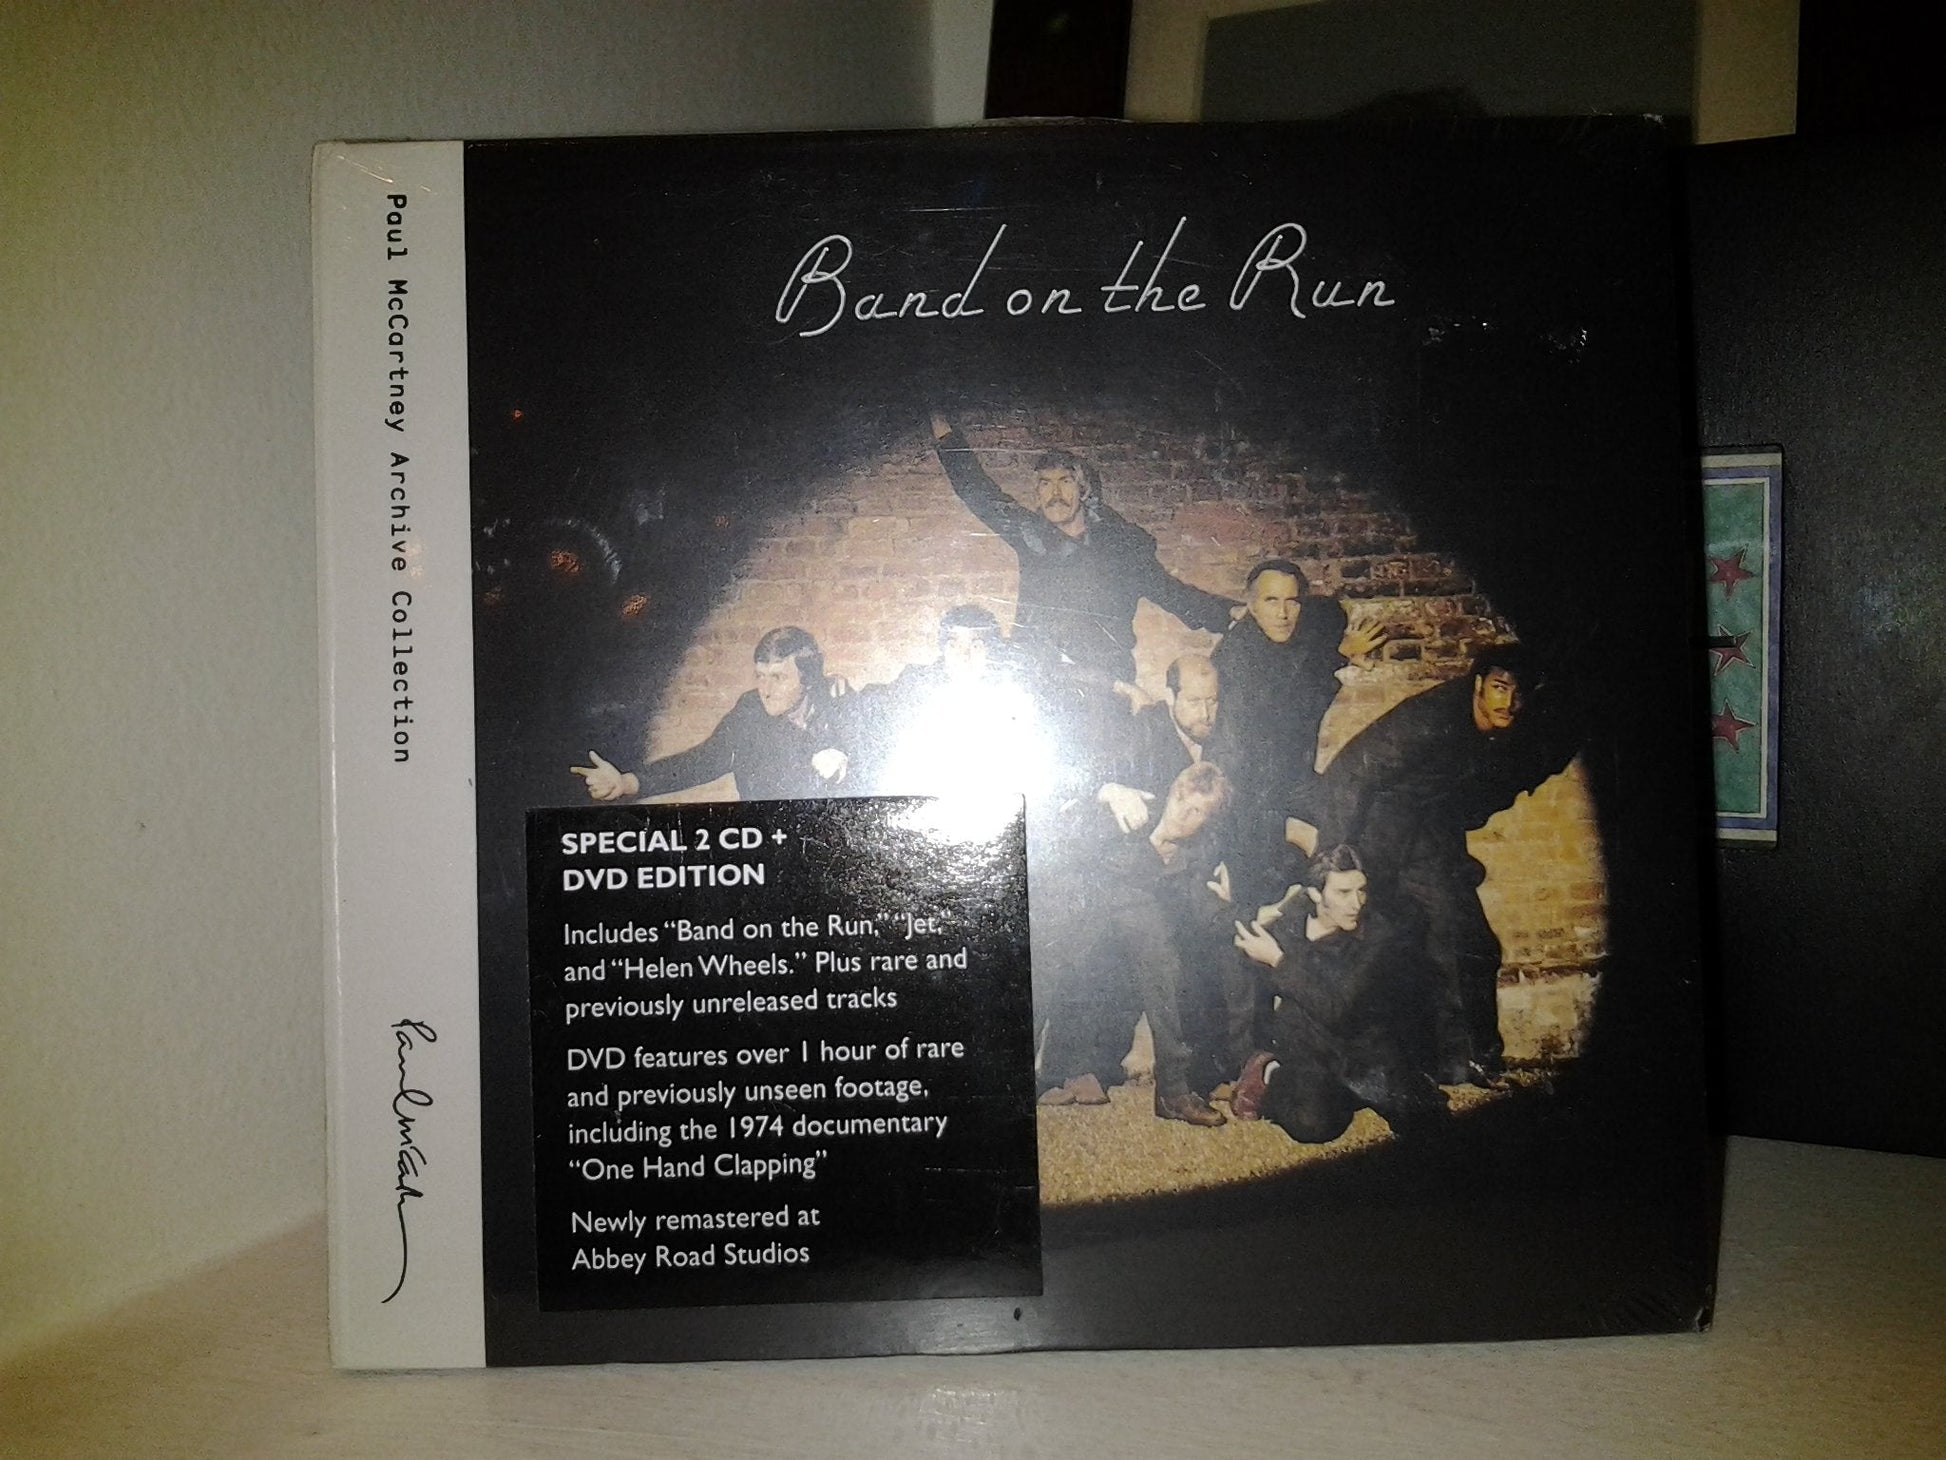 Paul McCartney Archive Collection
Paul McCartney
Band on the Run
SPECIAL 2 CD +
DVD EDITION
Includes “Band on the Run,” “Jet,”
and “Helen Wheels.” Plus rare and
previously unreleased tracks
DVD features over 1 hour of rare
and previously unseen footage,
including the 1974 documentary
“One Hand Clapping”
Newly remastered at
Abbey Road Studios